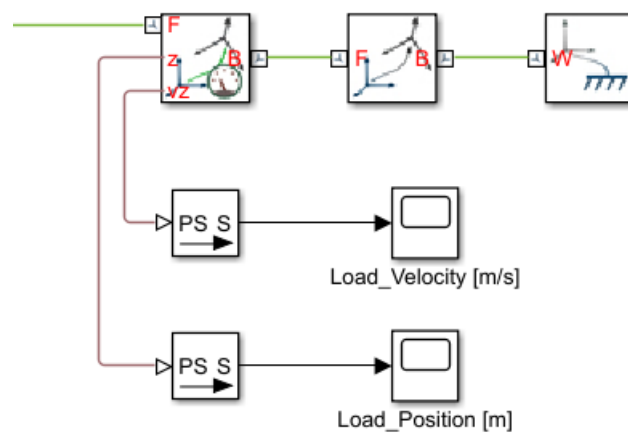 F
z
vz
B
F
B
W
PS S
Load_Velocity [m/s]
PS S
Load_Position [m]